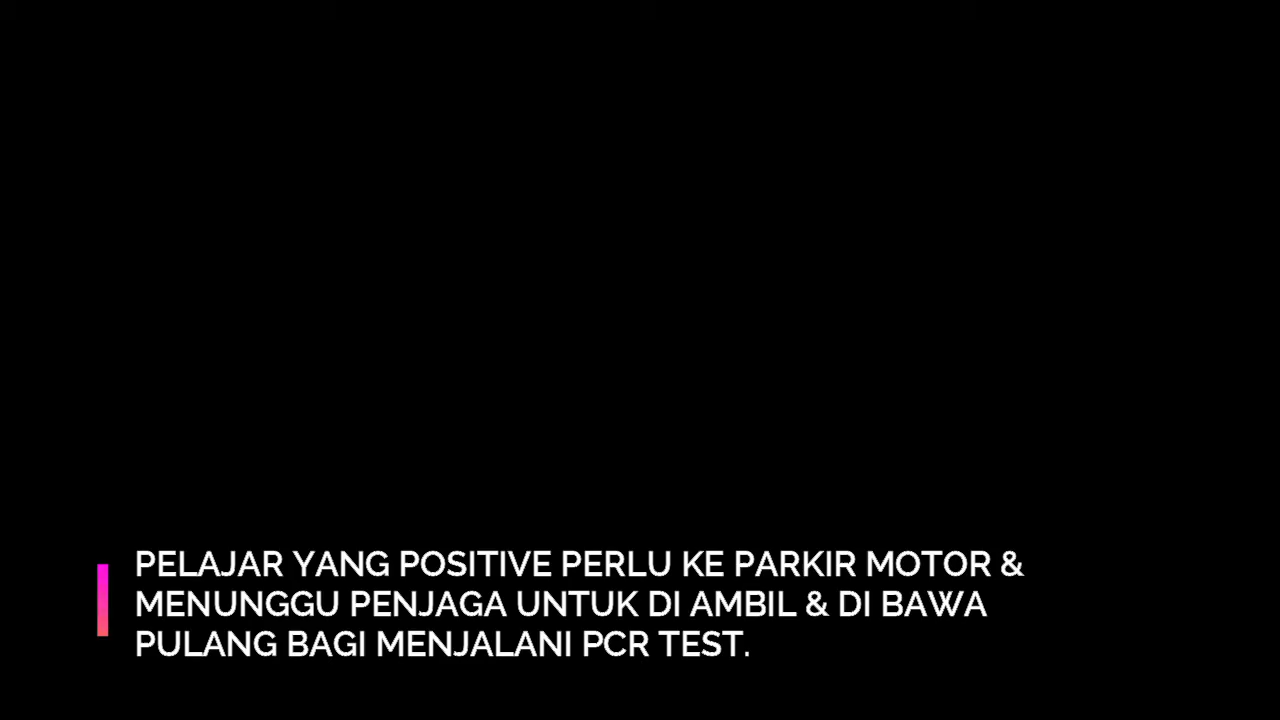 PELAJAR YANG POSITIVE PERLU KE PARKIR MOTOR &
MENUNGGU PENJAGA UNTUK DI AMBIL & DI BAWA
PULANG BAGI MENJALANI PCR TEST.